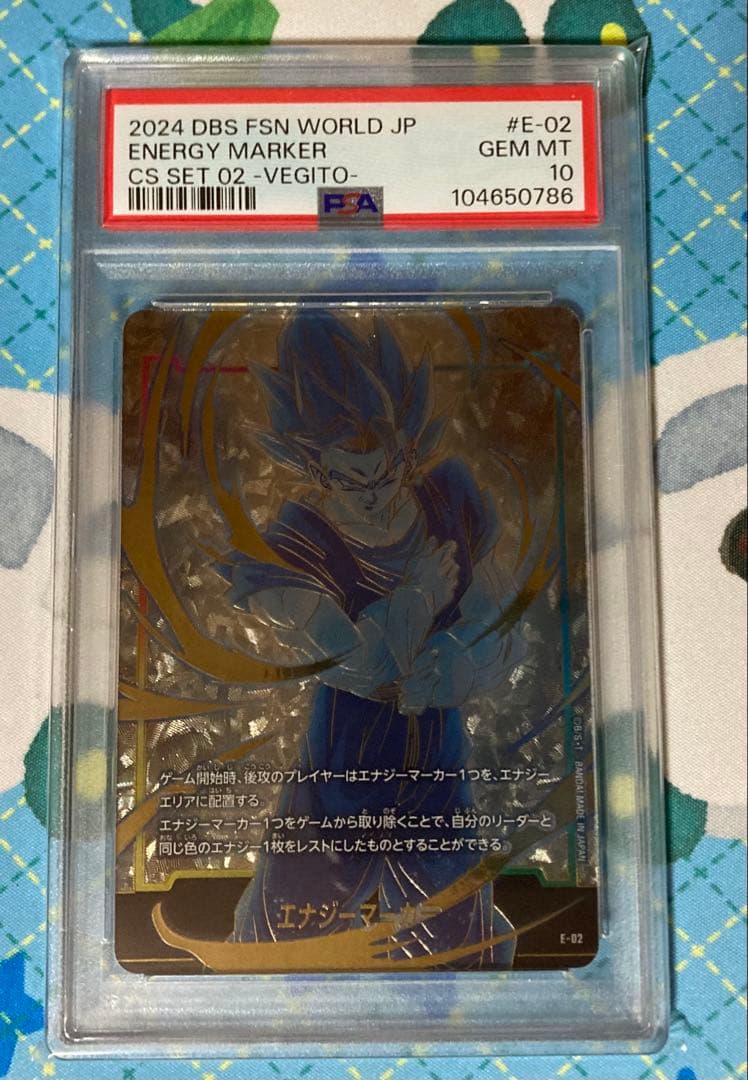 2024 DBS FSN WORLD JP #E-02
ENERGY MARKER GEM MT
CS SET 02 -VEGITO- 10
PSA 104650786
ゲーム開始時、後攻のプレイヤーはエナジーマーカー1つを、エナジー
エリアに配置する。
エナジーマーカー1つをゲームから取り除くことで、自分のリーダーと
同じ色のエナジー1枚をレストにしたものとすることができる。
エナジーマーカー
E-02
©B·S·T BANDAI MADE IN JAPAN